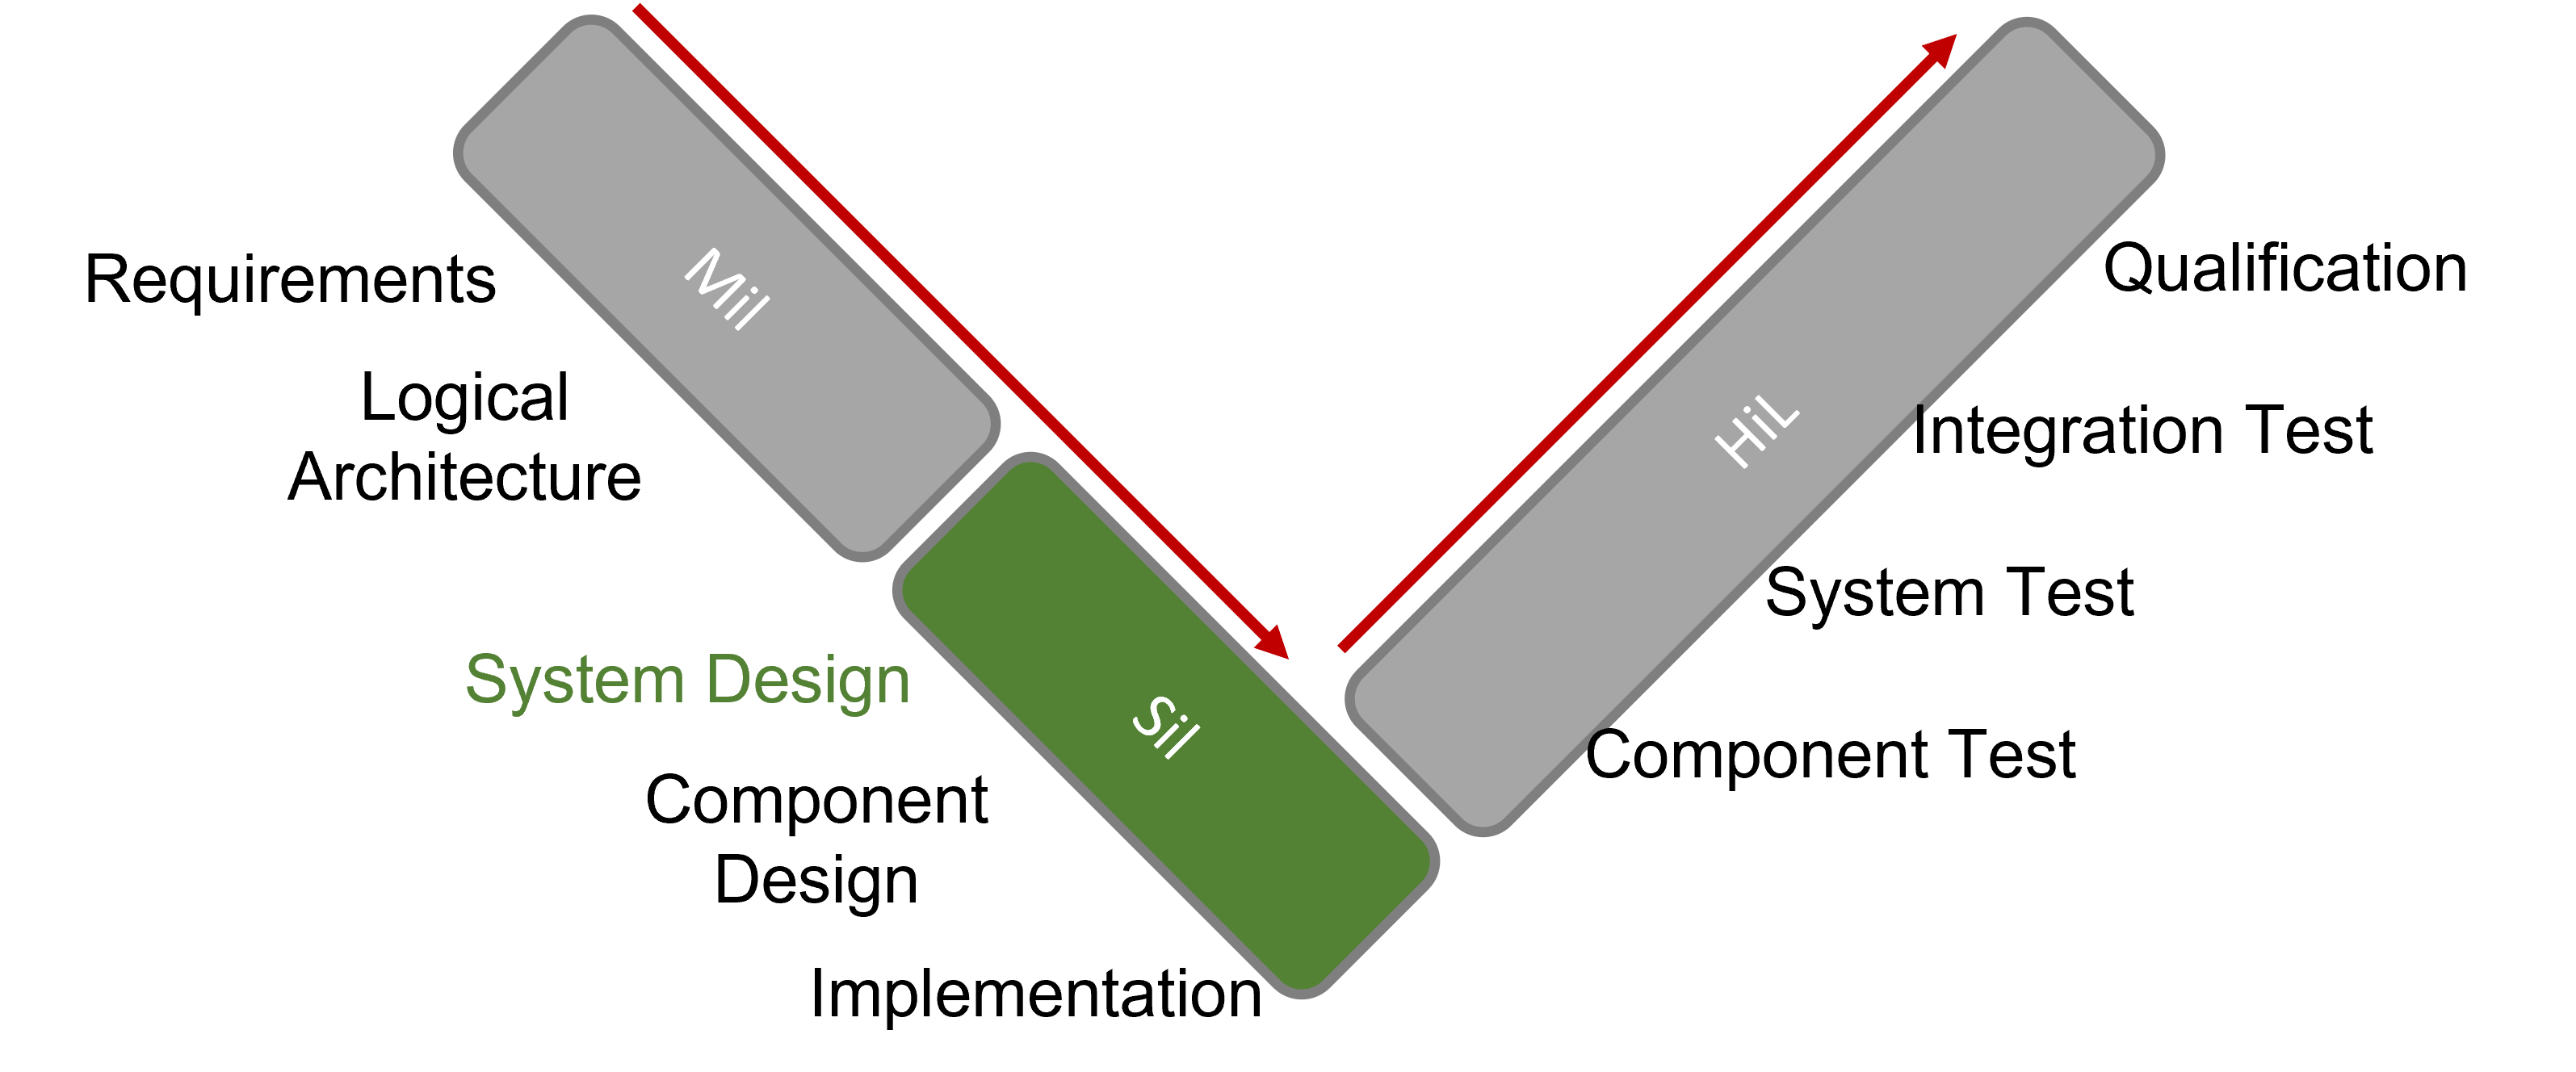 Requirements
Logical
Architecture
System Design
Component
Design
Implementation
Mil
Sil
HiL
Qualification
Integration Test
System Test
Component Test